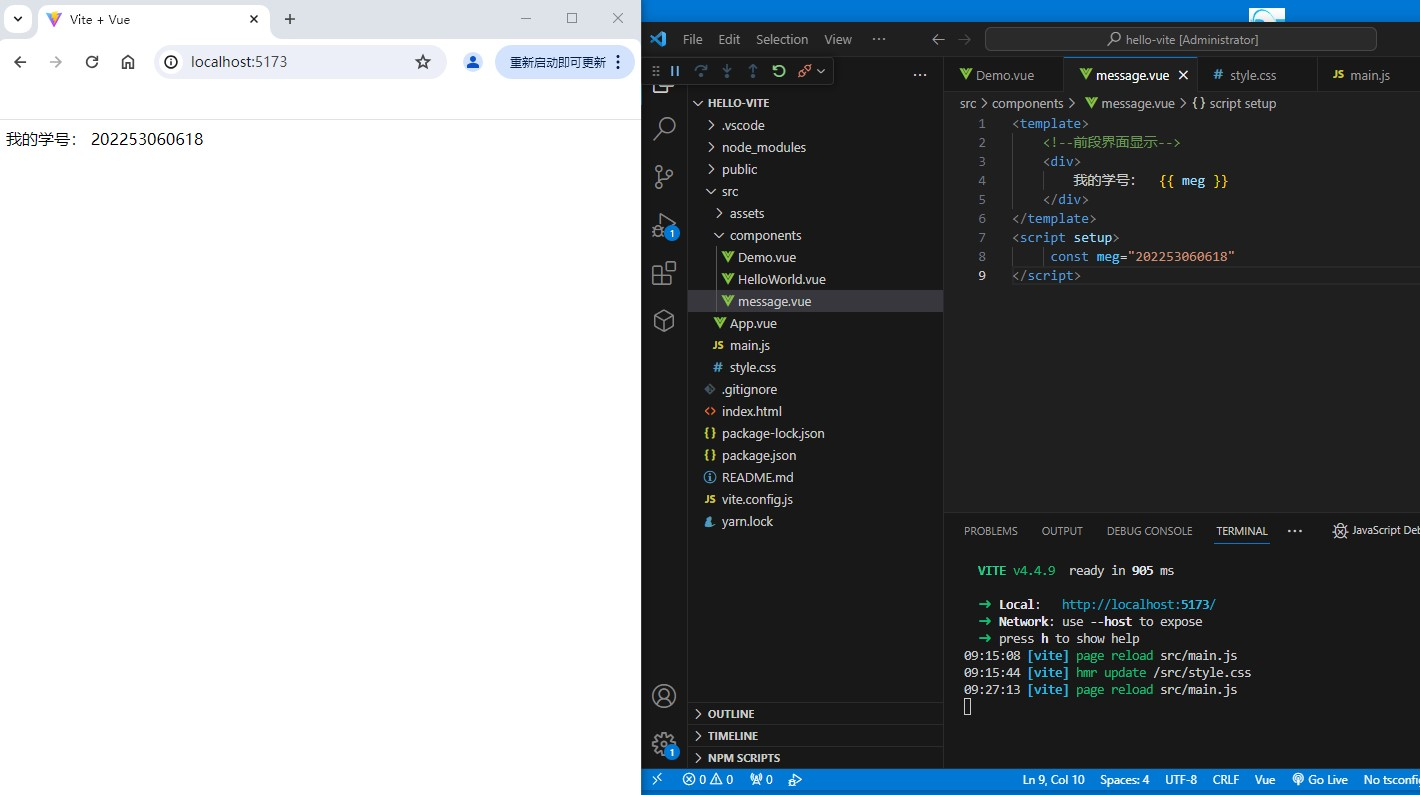 Vite + Vue
localhost:5173
重新启动即可更新
我的学号： 202253060618
File Edit Selection View ··· hello-vite [Administrator]
Demo.vue message.vue style.css main.js
src > components > message.vue > {} script setup
HELLO-VITE
.vscode
node_modules
public
src
assets
components
Demo.vue
HelloWorld.vue
message.vue
App.vue
main.js
style.css
.gitignore
index.html
package-lock.json
package.json
README.md
vite.config.js
yarn.lock
OUTLINE
TIMELINE
NPM SCRIPTS
1 <template>
2 <!--前段界面显示-->
3 <div>
4 我的学号： {{ meg }}
5 </div>
6 </template>
7 <script setup>
8 const meg="202253060618"
9 </script>
PROBLEMS OUTPUT DEBUG CONSOLE TERMINAL ··· JavaScript Deb
VITE v4.4.9 ready in 905 ms
➜ Local: http://localhost:5173/
➜ Network: use --host to expose
➜ press h to show help
09:15:08 [vite] page reload src/main.js
09:15:44 [vite] hmr update /src/style.css
09:27:13 [vite] page reload src/main.js
1
1
0 0 0 Ln 9, Col 10 Spaces: 4 UTF-8 CRLF Vue Go Live No tsconfi